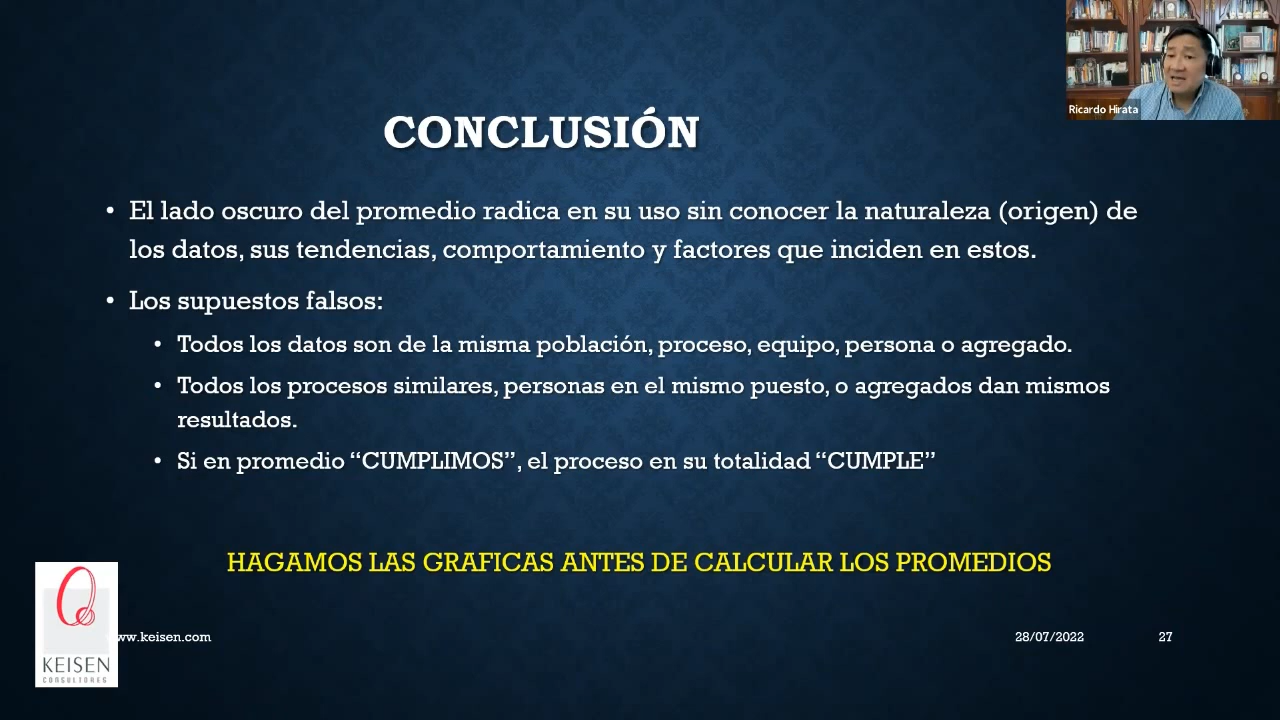 Ricardo Hirata
CONCLUSIÓN
• El lado oscuro del promedio radica en su uso sin conocer la naturaleza (origen) de
los datos, sus tendencias, comportamiento y factores que inciden en estos.
• Los supuestos falsos:
• Todos los datos son de la misma población, proceso, equipo, persona o agregado.
• Todos los procesos similares, personas en el mismo puesto, o agregados dan mismos
resultados.
• Si en promedio “CUMPLIMOS”, el proceso en su totalidad “CUMPLE”
HAGAMOS LAS GRAFICAS ANTES DE CALCULAR LOS PROMEDIOS
www.keisen.com
28/07/2022
27
KEISEN
CONSULTORES